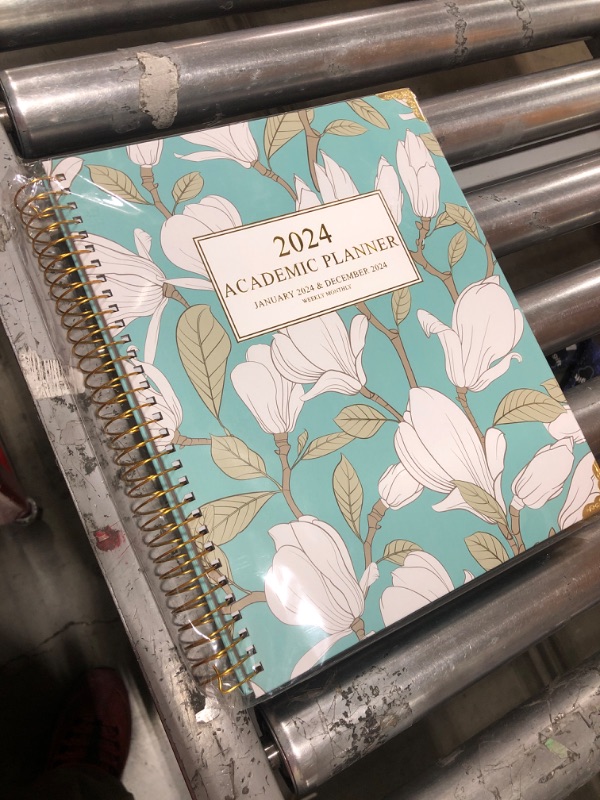 2024
ACADEMIC PLANNER
JANUARY 2024 & DECEMBER 2024
WEEKLY MONTHLY